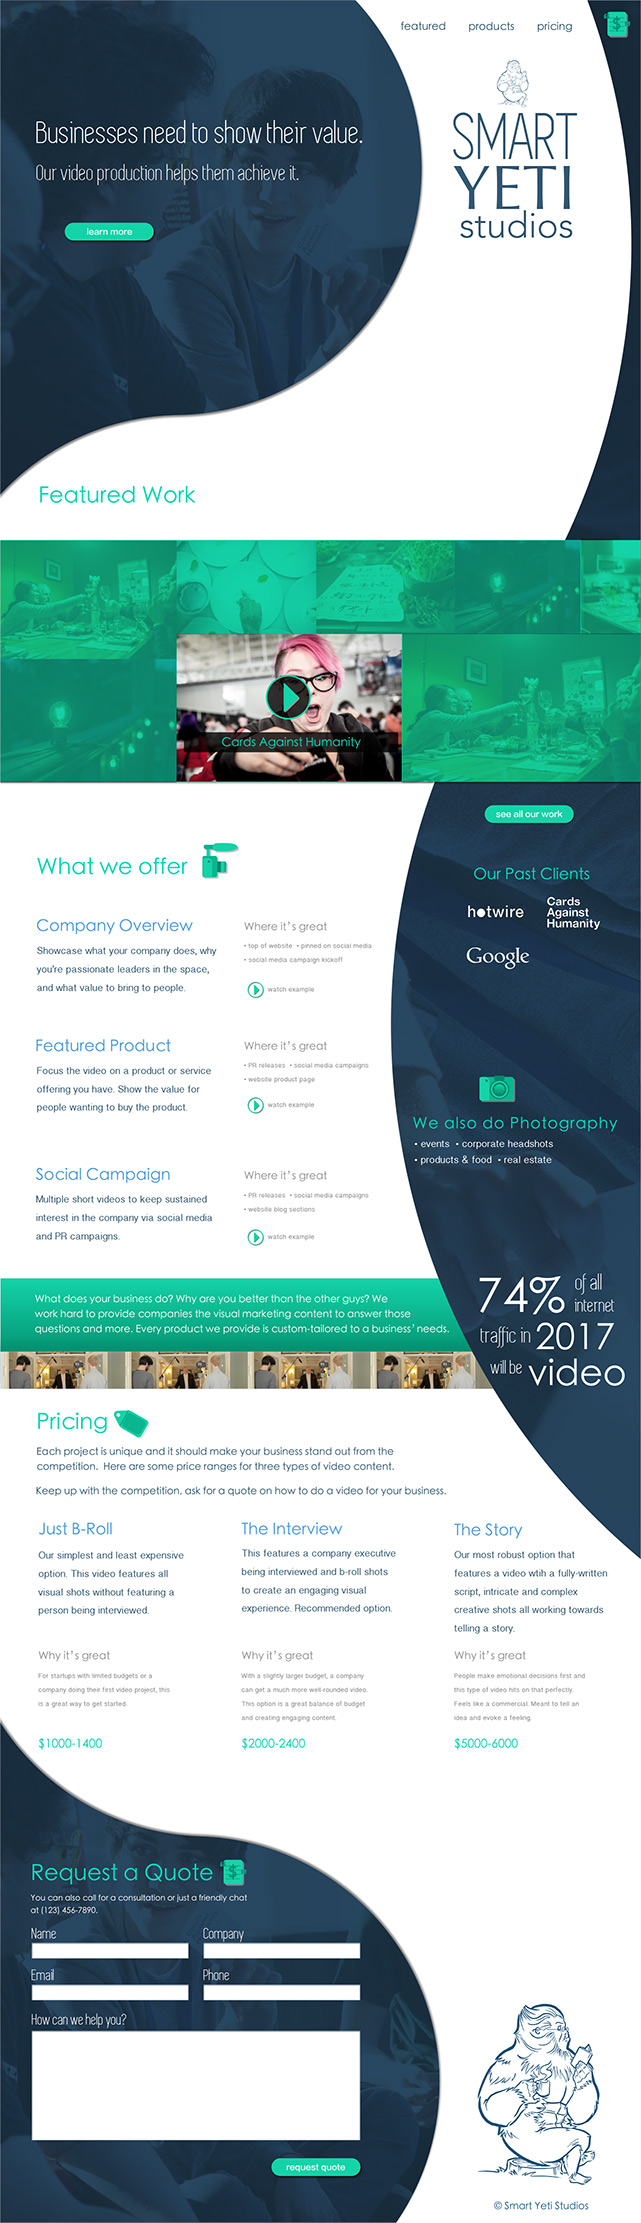 featured products pricing
SMART
YETI
studios
Businesses need to show their value.
Our video production helps them achieve it.
learn more
Featured Work
Cards Against Humanity
see all our work
What we offer
Company Overview
Showcase what your company does, why
you're passionate leaders in the space,
and what value to bring to people.
Where it's great
• top of website • pinned on social media
• social media campaign kickoff
watch example
Featured Product
Focus the video on a product or service
offering you have. Show the value for
people wanting to buy the product.
Where it's great
• PR releases • social media campaigns
• website product page
watch example
Social Campaign
Multiple short videos to keep sustained
interest in the company via social media
and PR campaigns.
Where it's great
• PR releases • social media campaigns
• website blog sections
watch example
Our Past Clients
hotwire
Cards
Against
Humanity
Google
We also do Photography
• events • corporate headshots
• products & food • real estate
What does your business do? Why are you better than the other guys? We
work hard to provide companies the visual marketing content to answer those
questions and more. Every product we provide is custom-tailored to a business' needs.
74% of all
internet
traffic in 2017
will be video
Pricing
Each project is unique and it should make your business stand out from the
competition. Here are some price ranges for three types of video content.
Keep up with the competition, ask for a quote on how to do a video for your business.
Just B-Roll
Our simplest and least expensive
option. This video features all
visual shots without featuring a
person being interviewed.
Why it's great
For startups with limited budgets or a
company doing their first video project, this
is a great way to get started.
$1000-1400
The Interview
This features a company executive
being interviewed and b-roll shots
to create an engaging visual
experience. Recommended option.
Why it's great
With a slightly larger budget, a company
can get a much more well-rounded video.
This option is a great balance of budget
and creating engaging content.
$2000-2400
The Story
Our most robust option that
features a video wtih a fully-written
script, intricate and complex
creative shots all working towards
telling a story.
Why it's great
People make emotional decisions first and
this type of video hits on that perfectly.
Feels like a commercial. Meant to tell an
idea and evoke a feeling.
$5000-6000
Request a Quote
You can also call for a consultation or just a friendly chat
at (123) 456-7890.
Name Company
Email Phone
How can we help you?
request quote
© Smart Yeti Studios